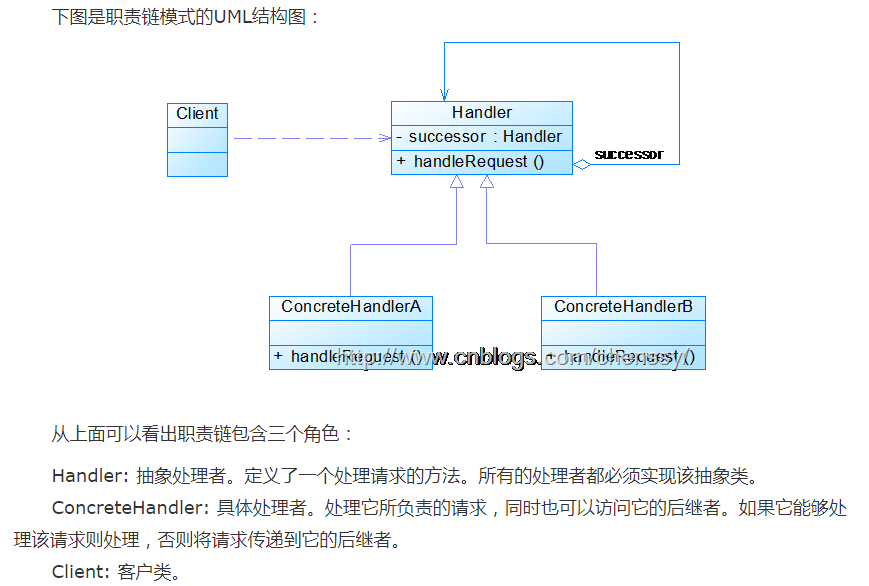 下图是职责链模式的UML结构图：
Client
Handler
- successor : Handler
+ handleRequest ()
successor
ConcreteHandlerA
+ handleRequest ()
ConcreteHandlerB
+ handleRequest ()
http://www.cnblogs.com/chenssy/
从上面可以看出职责链包含三个角色：
Handler: 抽象处理者。定义了一个处理请求的方法。所有的处理者都必须实现该抽象类。
ConcreteHandler: 具体处理者。处理它所负责的请求，同时也可以访问它的后继者。如果它能够处
理该请求则处理，否则将请求传递到它的后继者。
Client: 客户类。